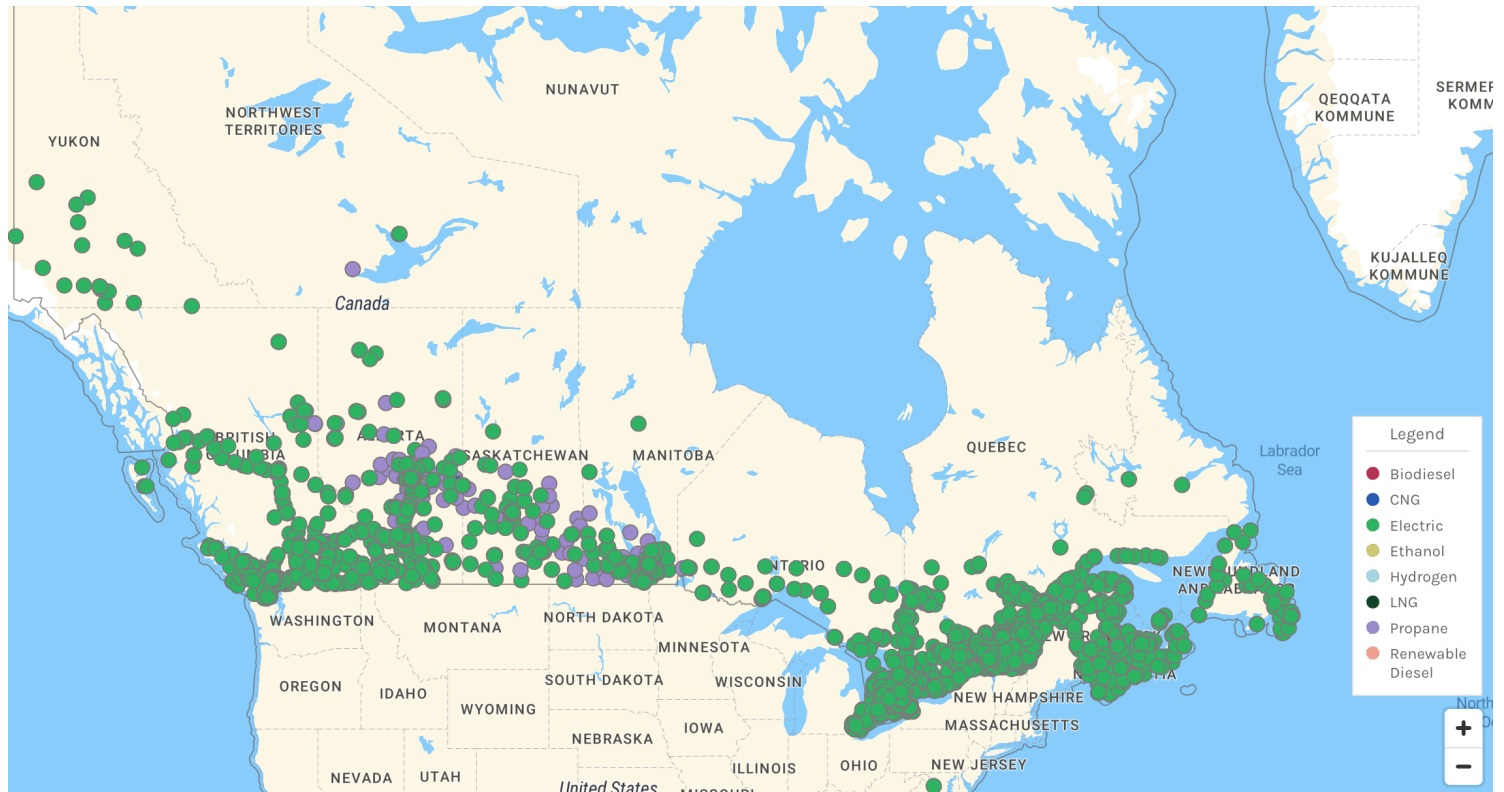 NUNAVUT
QEQQATA
KOMMUNE
SERMER
KOMM
NORTHWEST
TERRITORIES
YUKON
KUJALLEQ
KOMMUNE
Canada
BRITISH
ALBERTA
SASKATCHEWAN
MANITOBA
QUEBEC
Labrador
Sea
Legend
Biodiesel
CNG
Electric
Ethanol
Hydrogen
LNG
Propane
Renewable
Diesel
NEWFOUNDLAND
WASHINGTON
MONTANA
NORTH DAKOTA
MINNESOTA
OREGON
IDAHO
SOUTH DAKOTA
WISCONSIN
NEW HAMPSHIRE
WYOMING
IOWA
MASSACHUSETTS
North
NEBRASKA
ILLINOIS
OHIO
NEW JERSEY
NEVADA
UTAH
United States
+
−